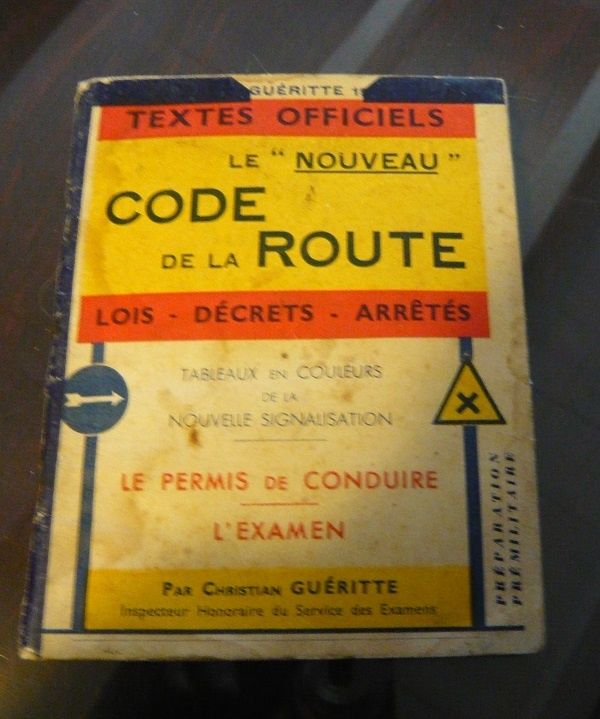 GUÉRITTE
TEXTES OFFICIELS
LE " NOUVEAU "
CODE
DE LA ROUTE
LOIS - DÉCRETS - ARRÊTÉS
TABLEAUX EN COULEURS
DE LA
NOUVELLE SIGNALISATION
LE PERMIS DE CONDUIRE
L'EXAMEN
PAR CHRISTIAN GUÉRITTE
Inspecteur Honoraire du Service des Examens
PRÉPARATION
PRÉMILITAIRE